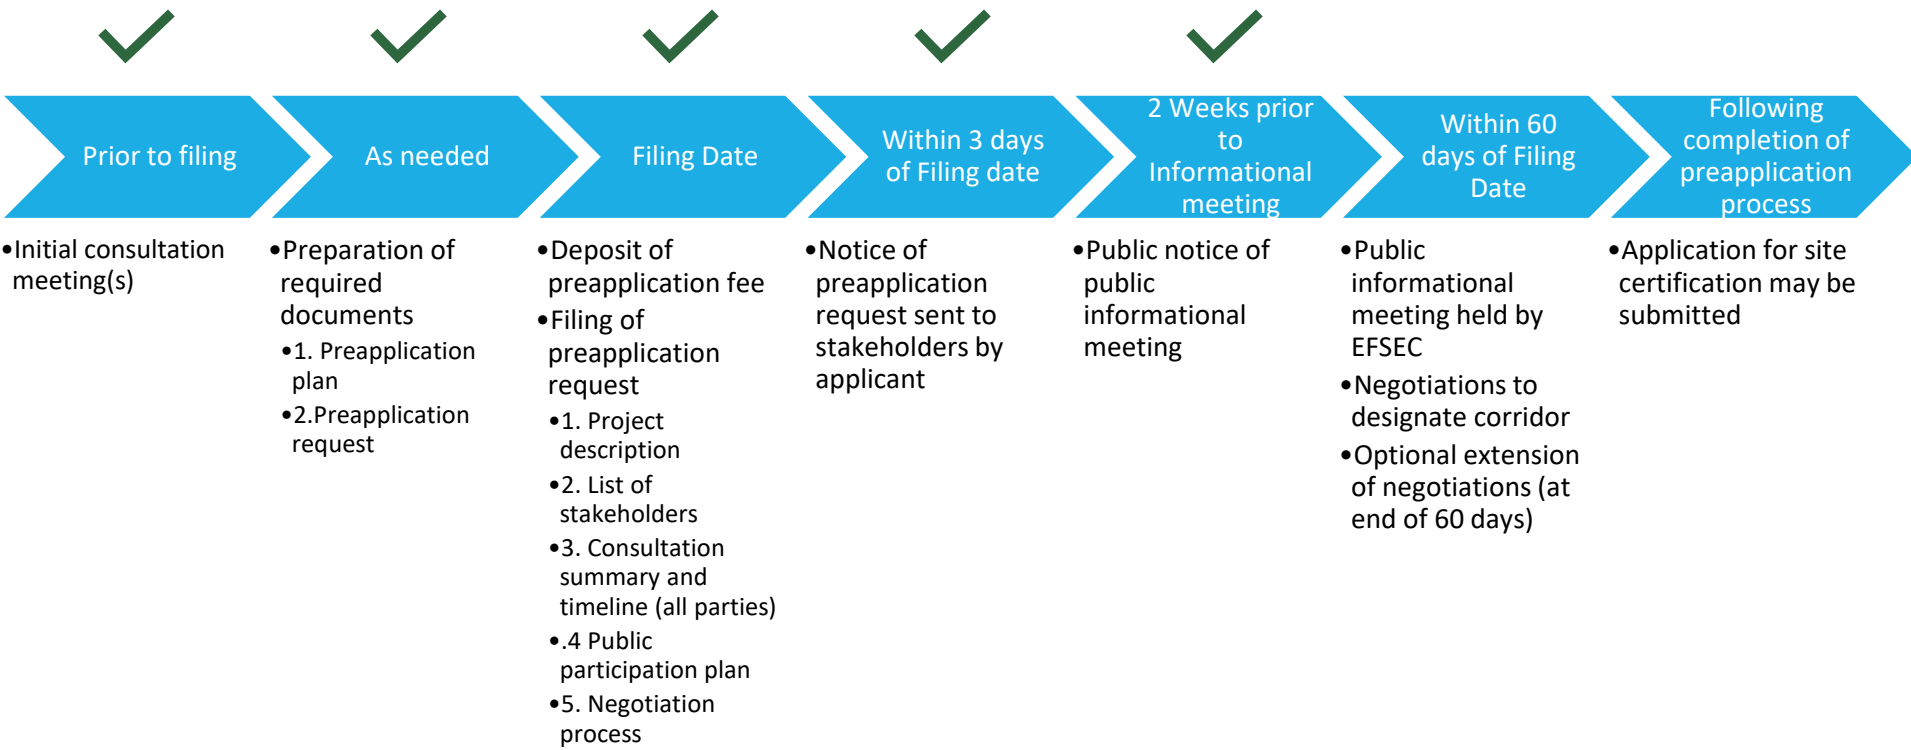 Prior to filing
As needed
Filing Date
Within 3 days
of Filing date
2 Weeks prior
to
Informational
meeting
Within 60
days of Filing
Date
Following
completion of
preapplication
process
•Initial consultation
meeting(s)
•Preparation of
required
documents
•1. Preapplication
plan
•2.Preapplication
request
•Deposit of
preapplication fee
•Filing of
preapplication
request
•1. Project
description
•2. List of
stakeholders
•3. Consultation
summary and
timeline (all parties)
•.4 Public
participation plan
•5. Negotiation
process
•Notice of
preapplication
request sent to
stakeholders by
applicant
•Public notice of
public
informational
meeting
•Public
informational
meeting held by
EFSEC
•Negotiations to
designate corridor
•Optional extension
of negotiations (at
end of 60 days)
•Application for site
certification may be
submitted